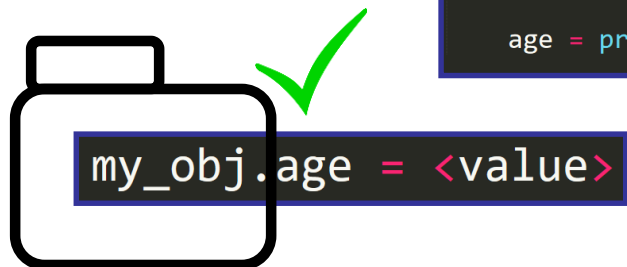 age = pr
my_obj.age = <value>